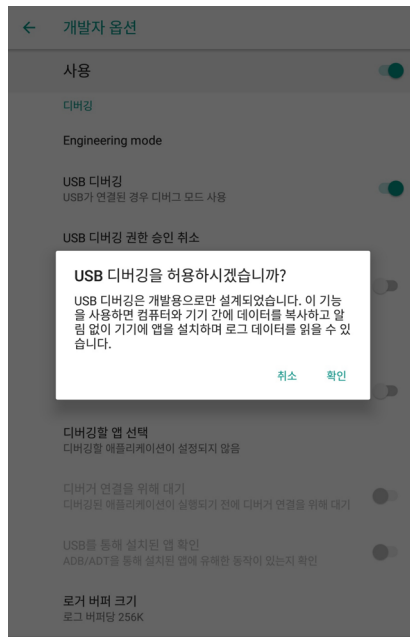 개발자 옵션
사용
디버깅
Engineering mode
USB 디버깅
USB가 연결된 경우 디버그 모드 사용
USB 디버깅 권한 승인 취소
USB 디버깅을 허용하시겠습니까?
USB 디버깅은 개발용으로만 설계되었습니다. 이 기능
을 사용하면 컴퓨터와 기기 간에 데이터를 복사하고 알
림 없이 기기에 앱을 설치하며 로그 데이터를 읽을 수 있
습니다.
취소 확인
디버깅할 앱 선택
디버깅할 애플리케이션이 설정되지 않음
디버거 연결을 위해 대기
디버깅된 애플리케이션이 실행되기 전에 디버거 연결을 위해 대기
USB를 통해 설치된 앱 확인
ADB/ADT을 통해 설치된 앱에 유해한 동작이 있는지 확인
로거 버퍼 크기
로그 버퍼당 256K